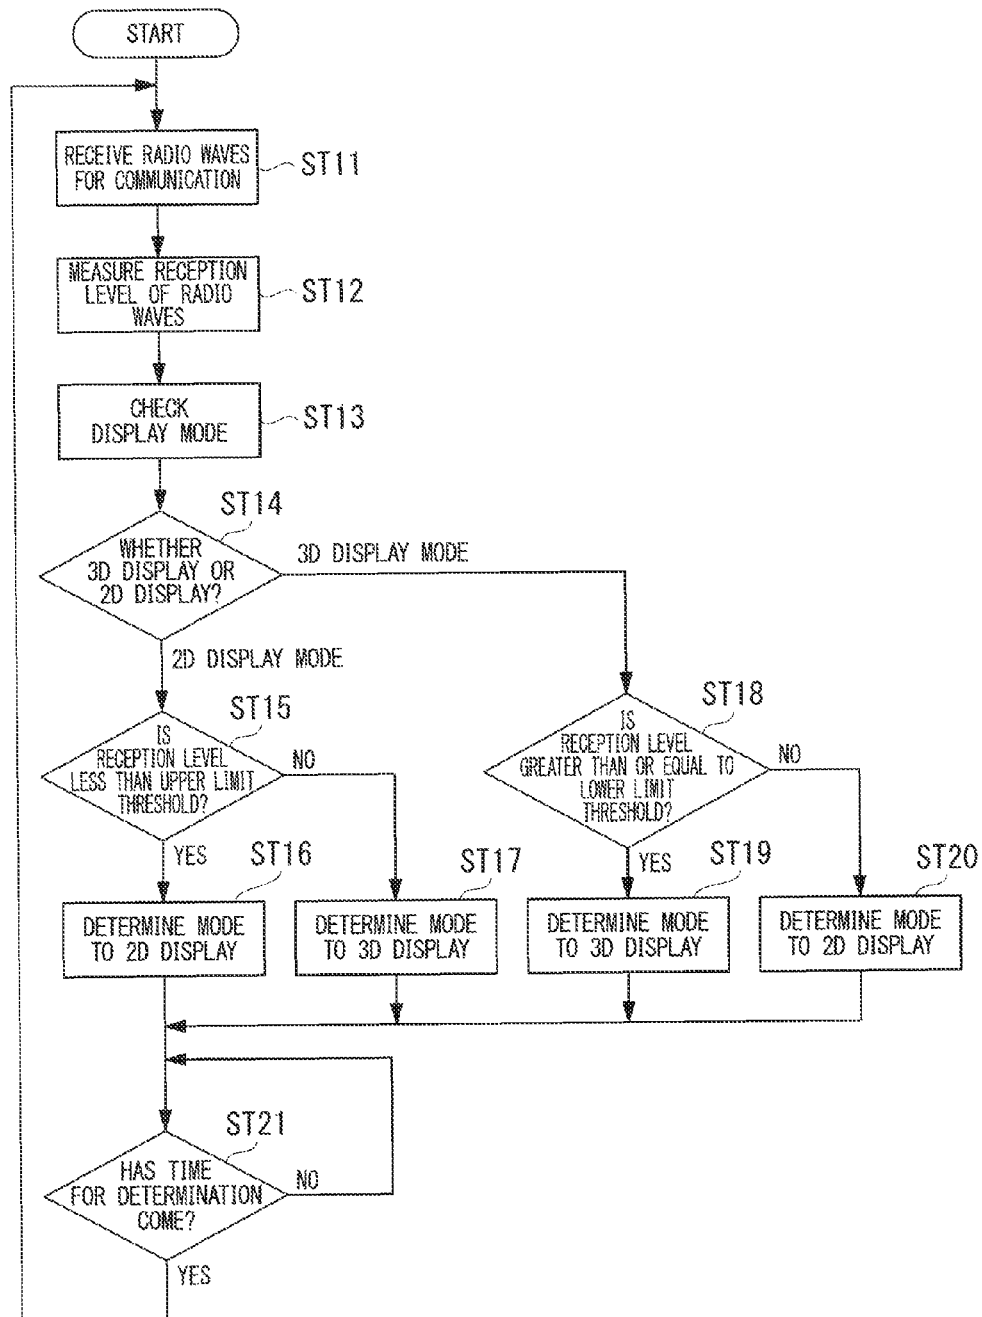 START
RECEIVE RADIO WAVES
FOR COMMUNICATION
ST11
MEASURE RECEPTION
LEVEL OF RADIO
WAVES
ST12
CHECK
DISPLAY MODE
ST13
ST14
WHETHER
3D DISPLAY OR
2D DISPLAY?
3D DISPLAY MODE
2D DISPLAY MODE
ST15
IS
RECEPTION LEVEL
LESS THAN UPPER LIMIT
THRESHOLD?
NO
YES
ST18
IS
RECEPTION LEVEL
GREATER THAN OR EQUAL TO
LOWER LIMIT
THRESHOLD?
NO
YES
ST16
DETERMINE MODE
TO 2D DISPLAY
ST17
DETERMINE MODE
TO 3D DISPLAY
ST19
DETERMINE MODE
TO 3D DISPLAY
ST20
DETERMINE MODE
TO 2D DISPLAY
ST21
HAS TIME
FOR DETERMINATION
COME?
NO
YES